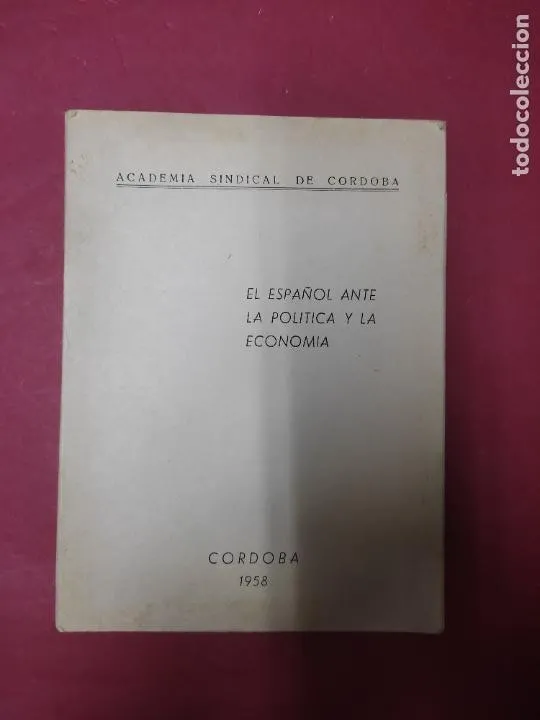 ACADEMIA SINDICAL DE CORDOBA
EL ESPAÑOL ANTE
LA POLITICA Y LA
ECONOMIA
CORDOBA
1958
todocoleccion